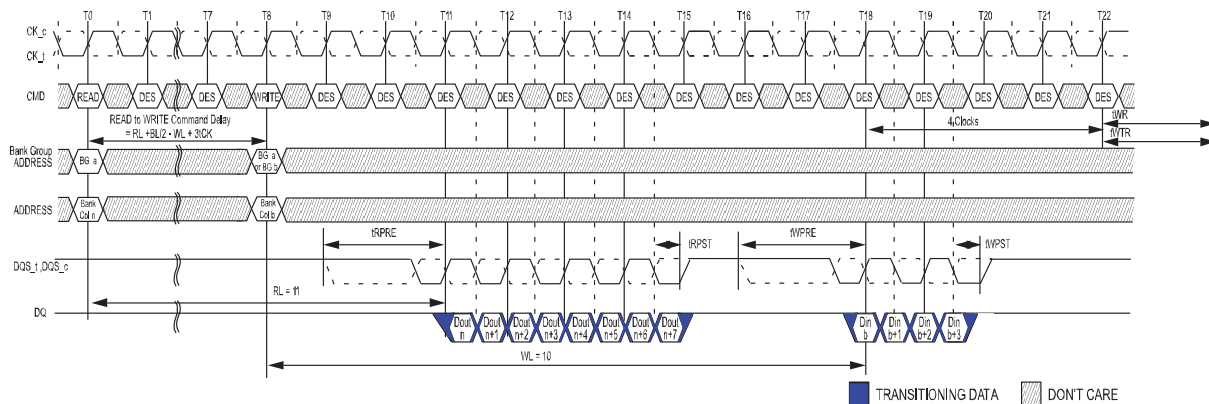 T0 T1 T7 T8 T9 T10 T11 T12 T13 T14 T15 T16 T17 T18 T19 T20 T21 T22
CK_c
CK_t
CMD READ DES DES WRITE DES DES DES DES DES DES DES DES DES DES DES DES DES DES
READ to WRITE Command Delay
= RL +BL/2 - WL + 3tCK
4 Clocks
tWR
tWTR
Bank Group
ADDRESS
BG a
BG a
or BG b
ADDRESS
Bank
Col n
Bank
Col b
tRPRE tRPST tWPRE tWPST
DQS_t ,DQS_c
RL = 11
DQ
Dout
n
Dout
n+1
Dout
n+2
Dout
n+3
Dout
n+4
Dout
n+5
Dout
n+6
Dout
n+7
Din
b
Din
b+1
Din
b+2
Din
b+3
WL = 10
TRANSITIONING DATA DON'T CARE